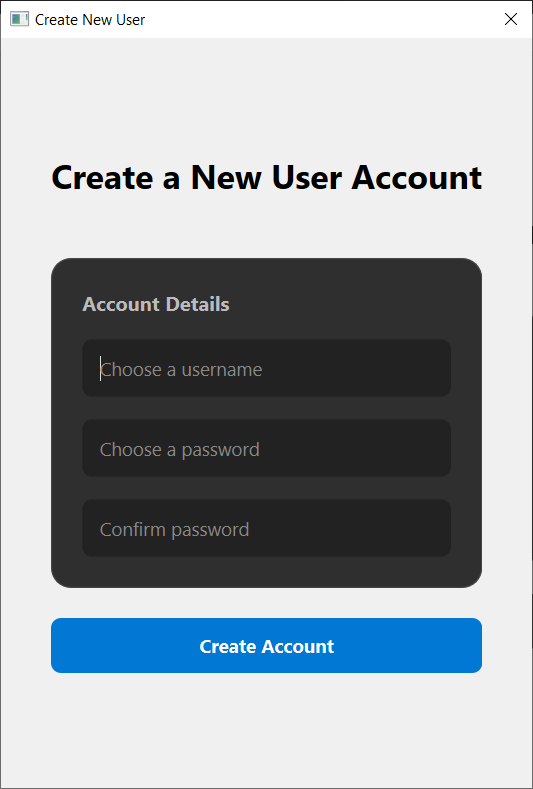 Create New User
Create a New User Account
Account Details
Choose a username
Choose a password
Confirm password
Create Account